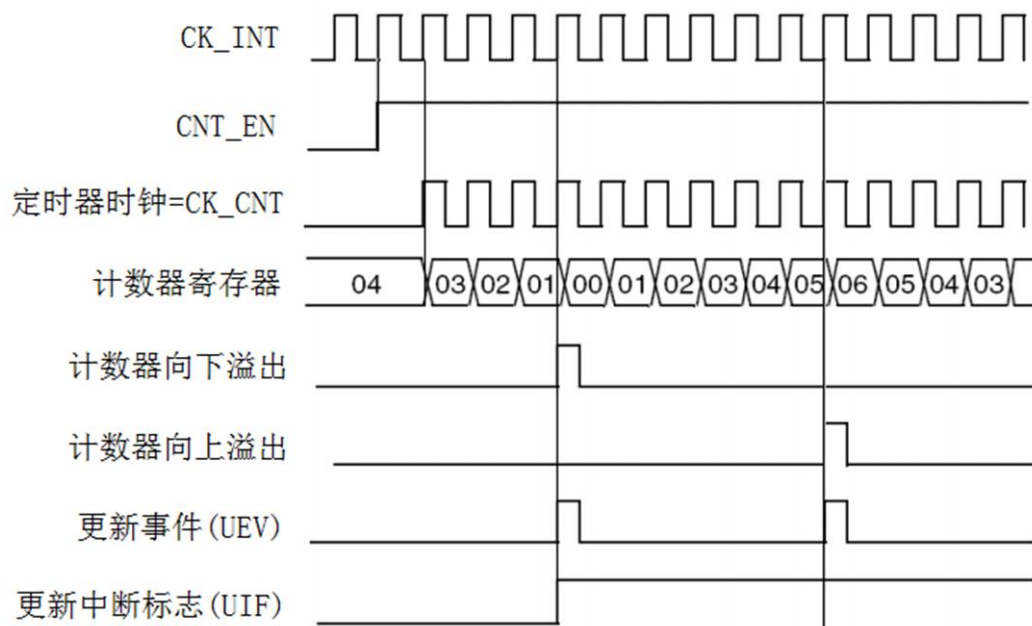 CK_INT
CNT_EN
定时器时钟=CK_CNT
计数器寄存器 04 03 02 01 00 01 02 03 04 05 06 05 04 03
计数器向下溢出
计数器向上溢出
更新事件(UEV)
更新中断标志(UIF)